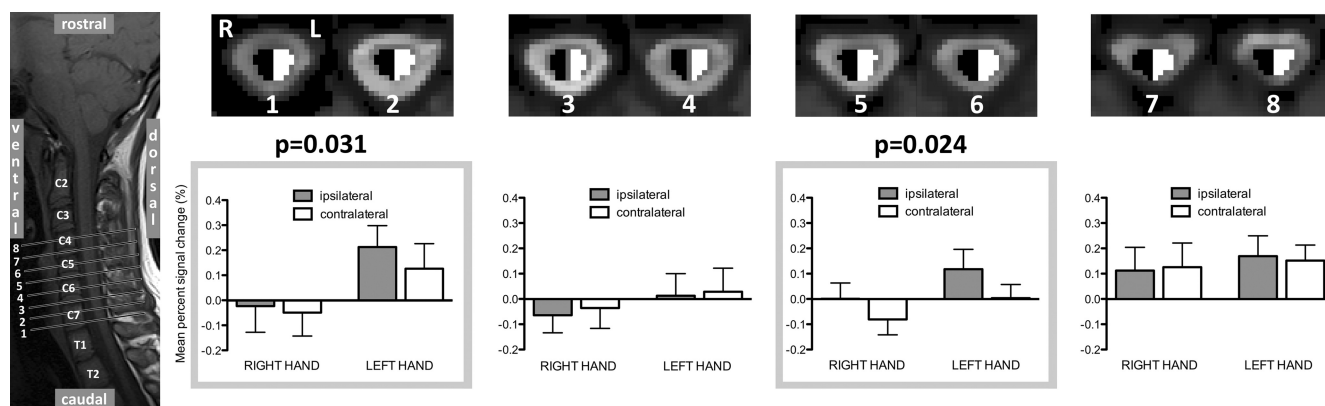 rostral
ventral
dorsal
C2
C3
C4
C5
C6
C7
T1
T2
8
7
6
5
4
3
2
1
caudal
R L
1 2
3 4
5 6
7 8
p=0.031
Mean percent signal change (%)
ipsilateral
contralateral
0.4
0.3
0.2
0.1
0.0
-0.1
-0.2
RIGHT HAND LEFT HAND
ipsilateral
contralateral
0.4
0.3
0.2
0.1
0.0
-0.1
-0.2
RIGHT HAND LEFT HAND
p=0.024
ipsilateral
contralateral
0.4
0.3
0.2
0.1
0.0
-0.1
-0.2
RIGHT HAND LEFT HAND
ipsilateral
contralateral
0.4
0.3
0.2
0.1
0.0
-0.1
-0.2
RIGHT HAND LEFT HAND